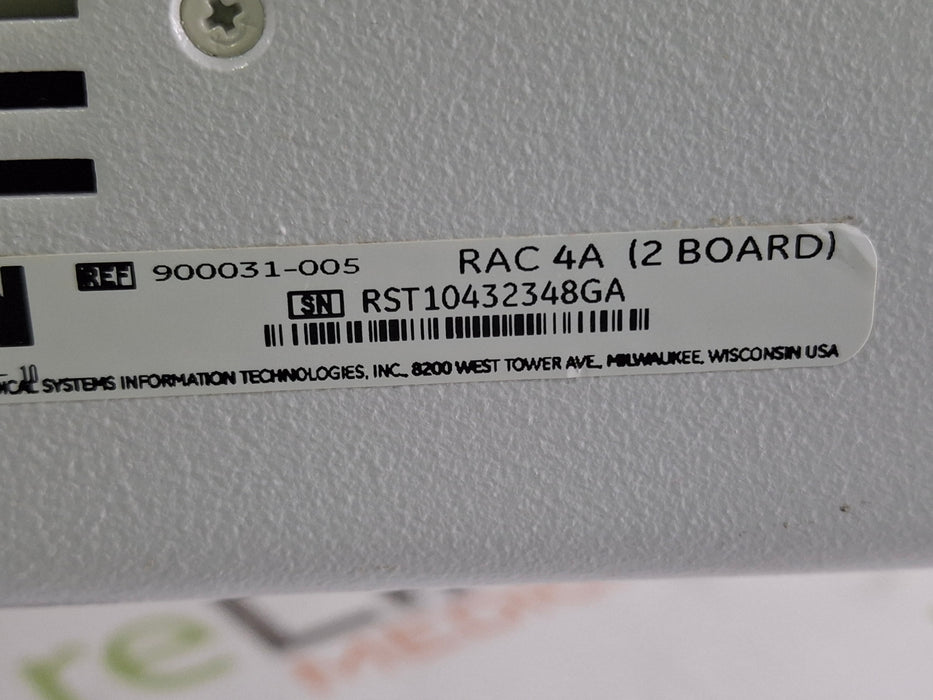 REF 900031-005 RAC 4A (2 BOARD)
SN RST10432348GA
SYSTEMS INFORMATION TECHNOLOGIES, INC., 8200 WEST TOWER AVE., MILWAUKEE, WISCONSIN USA